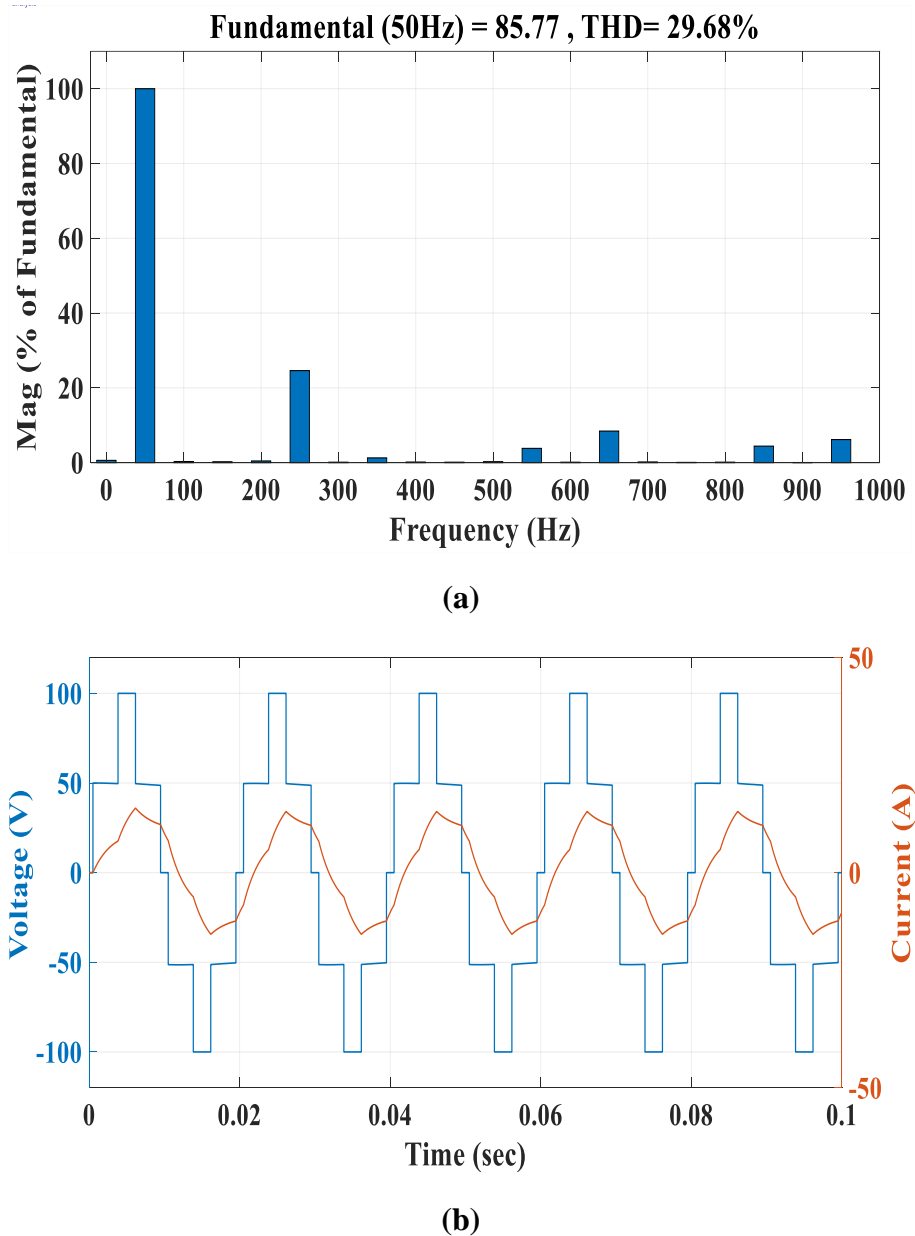 Fundamental (50Hz) = 85.77 , THD= 29.68%
Mag (% of Fundamental)
100
80
60
40
20
0
0 100 200 300 400 500 600 700 800 900 1000
Frequency (Hz)
(a)
Voltage (V)
100
50
0
-50
-100
50
0
-50
Current (A)
0 0.02 0.04 0.06 0.08 0.1
Time (sec)
(b)